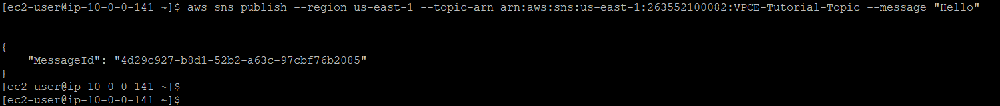 [ec2-user@ip-10-0-0-141 ~]$ aws sns publish --region us-east-1 --topic-arn arn:aws:sns:us-east-1:263552100082:VPCE-Tutorial-Topic --message "Hello"
{
    "MessageId": "4d29c927-b8d1-52b2-a63c-97cbf76b2085"
}
[ec2-user@ip-10-0-0-141 ~]$
[ec2-user@ip-10-0-0-141 ~]$